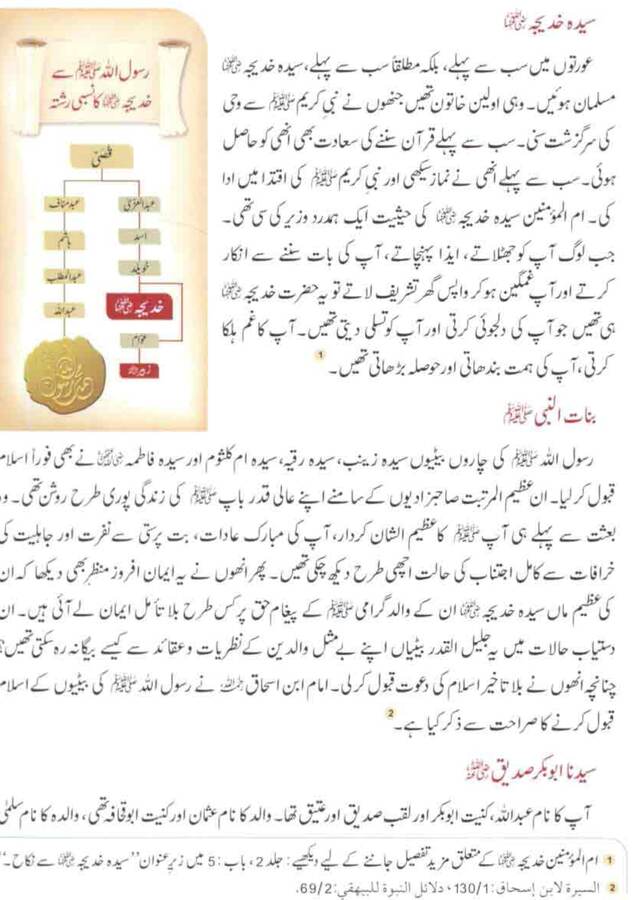 سیدہ خدیجہ رضی اللہ عنہا
عورتوں میں سب سے پہلے، بلکہ مطلقاً سب سے پہلے، سیدہ خدیجہ رضی اللہ عنہا
مسلمان ہوئیں۔ وہی اولین خاتون تھیں جنھوں نے نبیِ کریم ﷺ سے وحی
کی سرگزشت سنی۔ سب سے پہلے قرآن سننے کی سعادت بھی انھی کو حاصل
ہوئی۔ سب سے پہلے انھی نے نماز سیکھی اور نبیِ کریم ﷺ کی اقتدا میں ادا
کی۔ ام المؤمنین سیدہ خدیجہ رضی اللہ عنہا کی حیثیت ایک ہمدرد وزیر کی سی تھی۔
جب لوگ آپ کو جھٹلاتے، ایذا پہنچاتے، آپ کی بات سننے سے انکار
کرتے اور آپ غمگین ہو کر واپس گھر تشریف لاتے تو یہ حضرت خدیجہ رضی اللہ عنہا
ہی تھیں جو آپ کی دلجوئی کرتی اور آپ کو تسلی دیتی تھیں۔ آپ کا غم ہلکا
کرتی، آپ کی ہمت بندھاتی اور حوصلہ بڑھاتی تھیں۔ 1
رسول اللہ ﷺ سے
خدیجہ رضی اللہ عنہا کا نسبی رشتہ
قصَیّ
عبدالعزیٰ
عبدمناف
اسد
ہاشم
خویلد
عبدالمطلب
خدیجہ رضی اللہ عنہا
عبداللہ
عوام
زبیر رضی اللہ عنہ
محمد رسول اللہ
بنات النبی ﷺ
رسول اللہ ﷺ کی چاروں بیٹیوں سیدہ زینب، سیدہ رقیہ، سیدہ ام کلثوم اور سیدہ فاطمہ رضی اللہ عنہن نے بھی فوراً اسلام
قبول کر لیا۔ ان عظیم المرتبت صاحبزادیوں کے سامنے اپنے عالی قدر باپ ﷺ کی زندگی پوری طرح روشن تھی۔ وہ
بعثت سے پہلے ہی آپ ﷺ کا عظیم الشان کردار، آپ کی مبارک عادات، بت پرستی سے نفرت اور جاہلیت کی
خرافات سے کامل اجتناب کی حالت اچھی طرح دیکھ چکی تھیں۔ پھر انھوں نے یہ ایمان افروز منظر بھی دیکھا کہ ان
کی عظیم ماں سیدہ خدیجہ رضی اللہ عنہا ان کے والد گرامی ﷺ کے پیغامِ حق پر کس طرح بلا تأمل ایمان لے آئی ہیں۔ ان
دستیاب حالات میں یہ جلیل القدر بیٹیاں اپنے بے مثل والدین کے نظریات و عقائد سے کیسے بیگانہ رہ سکتی تھیں؟
چنانچہ انھوں نے بلا تاخیر اسلام کی دعوت قبول کر لی۔ امام ابن اسحاق رحمہ اللہ نے رسول اللہ ﷺ کی بیٹیوں کے اسلام
قبول کرنے کا صراحت سے ذکر کیا ہے۔ 2
سیدنا ابوبکر صدیق رضی اللہ عنہ
آپ کا نام عبداللہ، کنیت ابوبکر اور لقب صدیق اور عتیق تھا۔ والد کا نام عثمان اور کنیت ابوقحافہ تھی، والدہ کا نام سلمیٰ
1 ام المؤمنین خدیجہ رضی اللہ عنہا کے متعلق مزید تفصیل جاننے کے لیے دیکھیے: جلد 2، باب: 5 میں زیرِ عنوان ”سیدہ خدیجہ رضی اللہ عنہا سے نکاح۔“
2 السيرة لابن إسحاق: 130/1، دلائل النبوة للبيهقي: 69/2.